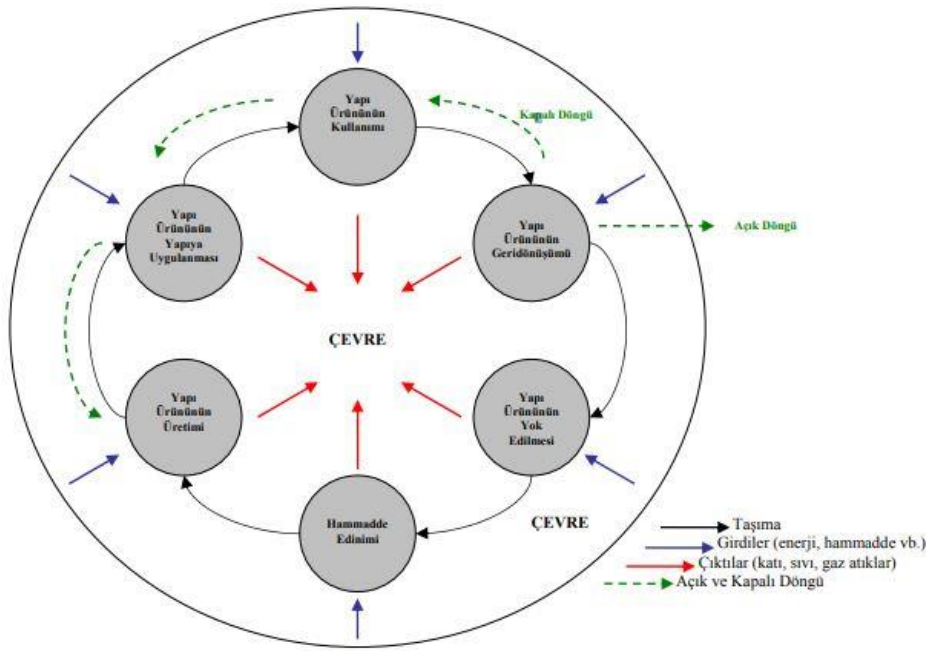 Yapı
Ürününün
Kullanımı
Kapalı Döngü
Yapı
Ürününün
Yapıya
Uygulanması
Yapı
Ürününün
Geridönüşümü
Açık Döngü
ÇEVRE
Yapı
Ürününün
Üretimi
Yapı
Ürününün
Yok
Edilmesi
Hammadde
Edinimi
ÇEVRE
Taşıma
Girdiler (enerji, hammadde vb.)
Çıktılar (katı, sıvı, gaz atıklar)
Açık ve Kapalı Döngü